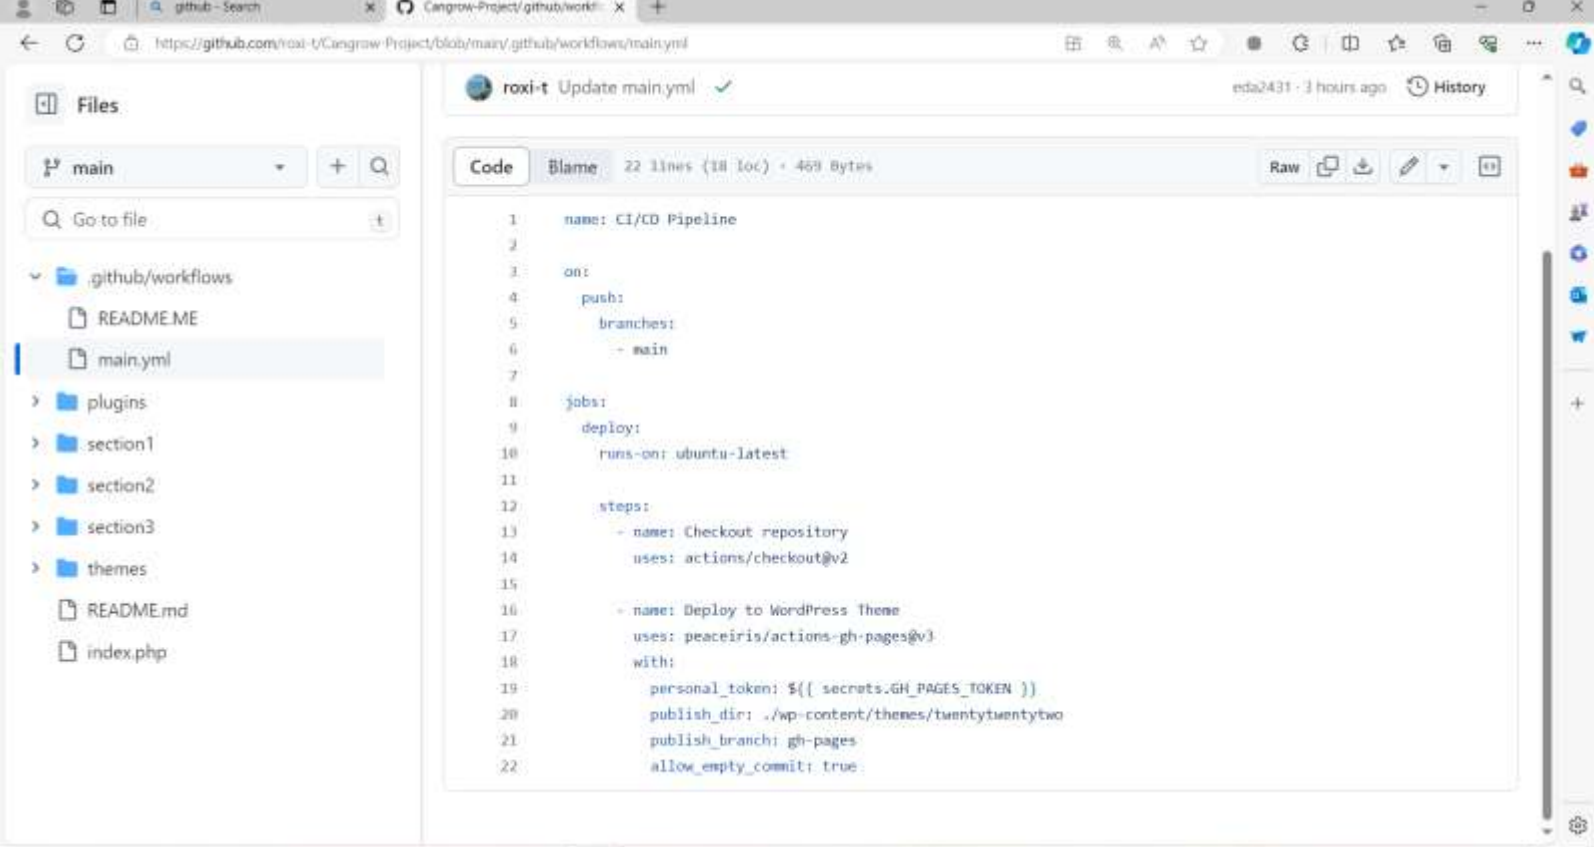 github - Search
Cangrow-Project/.github/workfl
https://github.com/roxi-t/Cangrow-Project/blob/main/.github/workflows/main.yml
Files
main
Go to file
t
.github/workflows
README.ME
main.yml
plugins
section1
section2
section3
themes
README.md
index.php
roxi-t Update main.yml
eda2431 · 3 hours ago
History
Code
Blame
22 lines (18 loc) · 469 Bytes
Raw
1 name: CI/CD Pipeline
2
3 on:
4 push:
5 branches:
6 - main
7
8 jobs:
9 deploy:
10 runs-on: ubuntu-latest
11
12 steps:
13 - name: Checkout repository
14 uses: actions/checkout@v2
15
16 - name: Deploy to WordPress Theme
17 uses: peaceiris/actions-gh-pages@v3
18 with:
19 personal_token: ${{ secrets.GH_PAGES_TOKEN }}
20 publish_dir: ./wp-content/themes/twentytwentytwo
21 publish_branch: gh-pages
22 allow_empty_commit: true